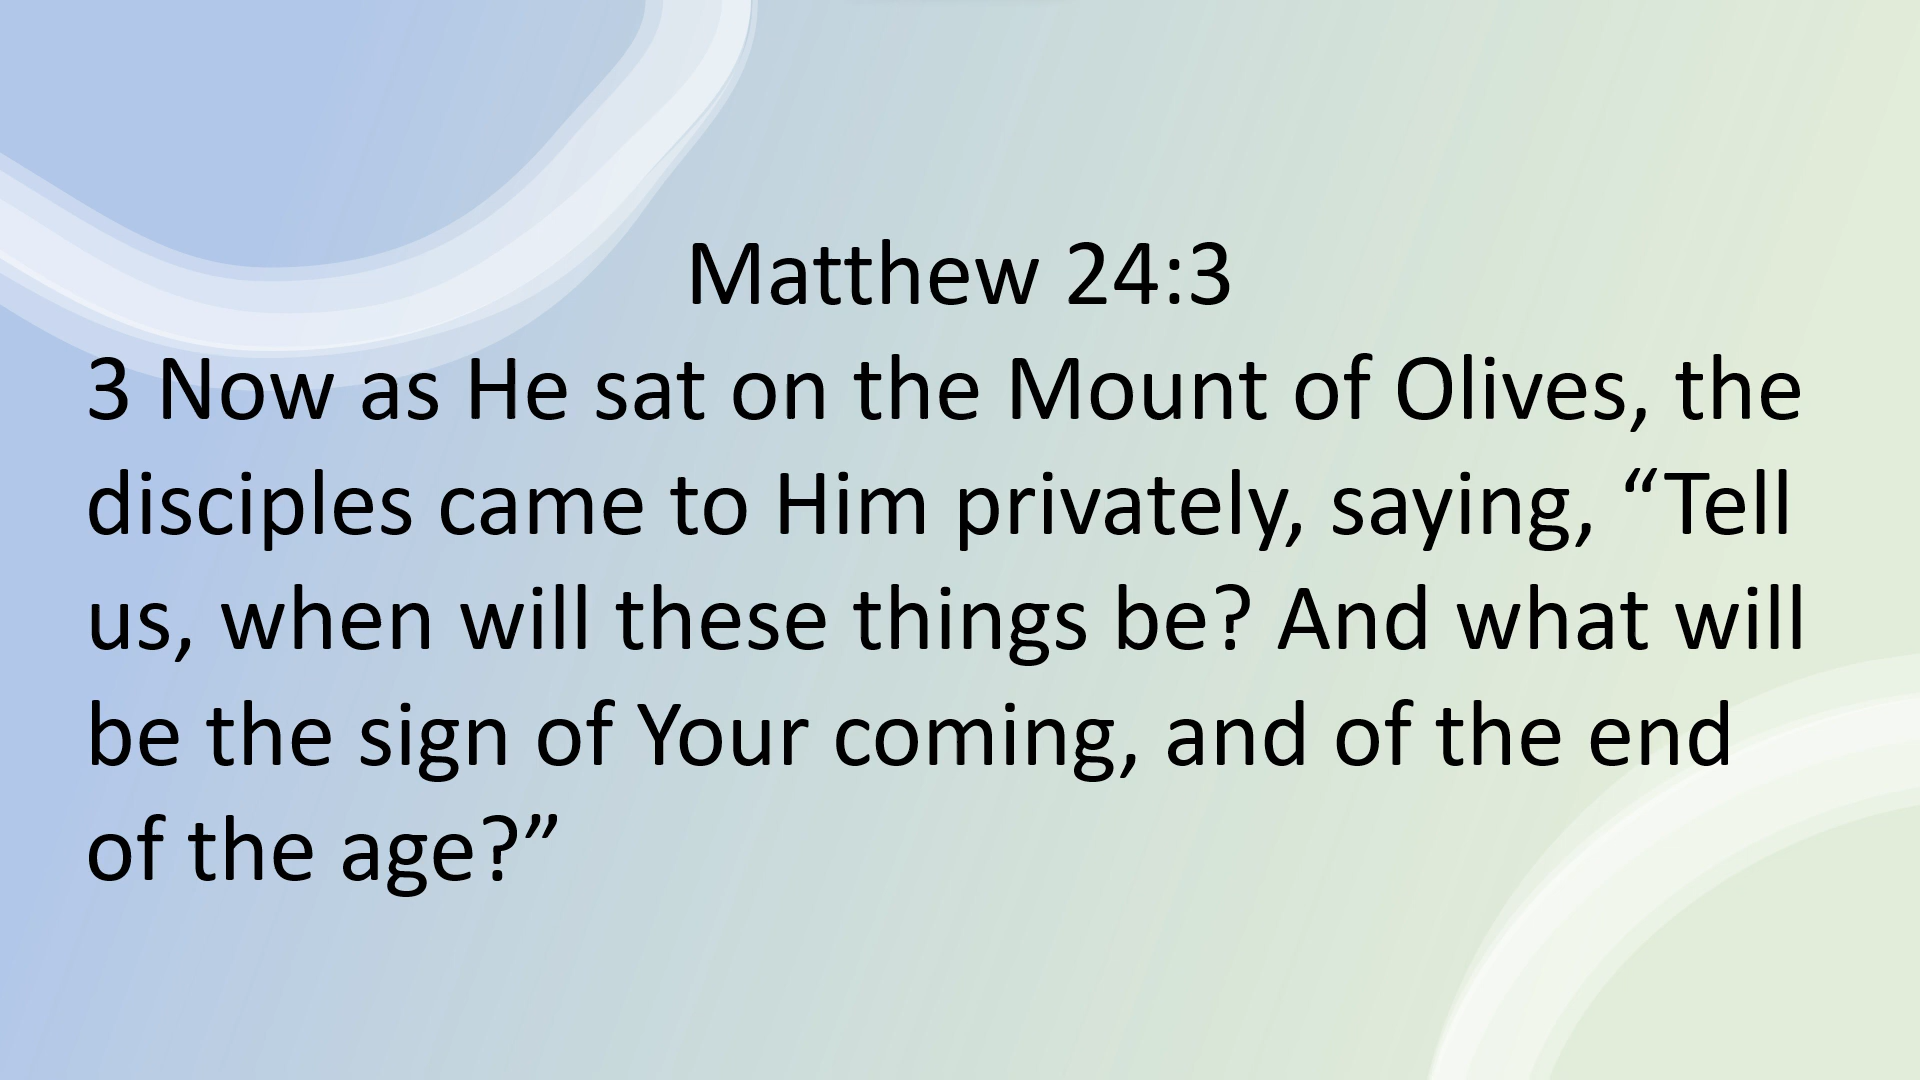 Matthew 24:3
3 Now as He sat on the Mount of Olives, the
disciples came to Him privately, saying, “Tell
us, when will these things be? And what will
be the sign of Your coming, and of the end
of the age?”